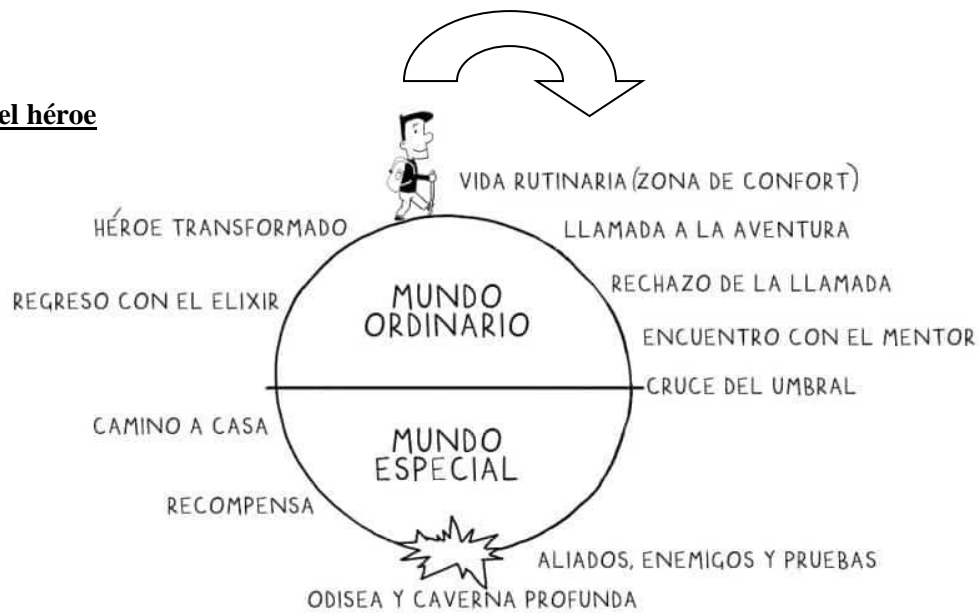 el héroe
VIDA RUTINARIA (ZONA DE CONFORT)
HÉROE TRANSFORMADO
LLAMADA A LA AVENTURA
REGRESO CON EL ELIXIR
MUNDO
ORDINARIO
RECHAZO DE LA LLAMADA
ENCUENTRO CON EL MENTOR
CRUCE DEL UMBRAL
CAMINO A CASA
MUNDO
ESPECIAL
RECOMPENSA
ALIADOS, ENEMIGOS Y PRUEBAS
ODISEA Y CAVERNA PROFUNDA